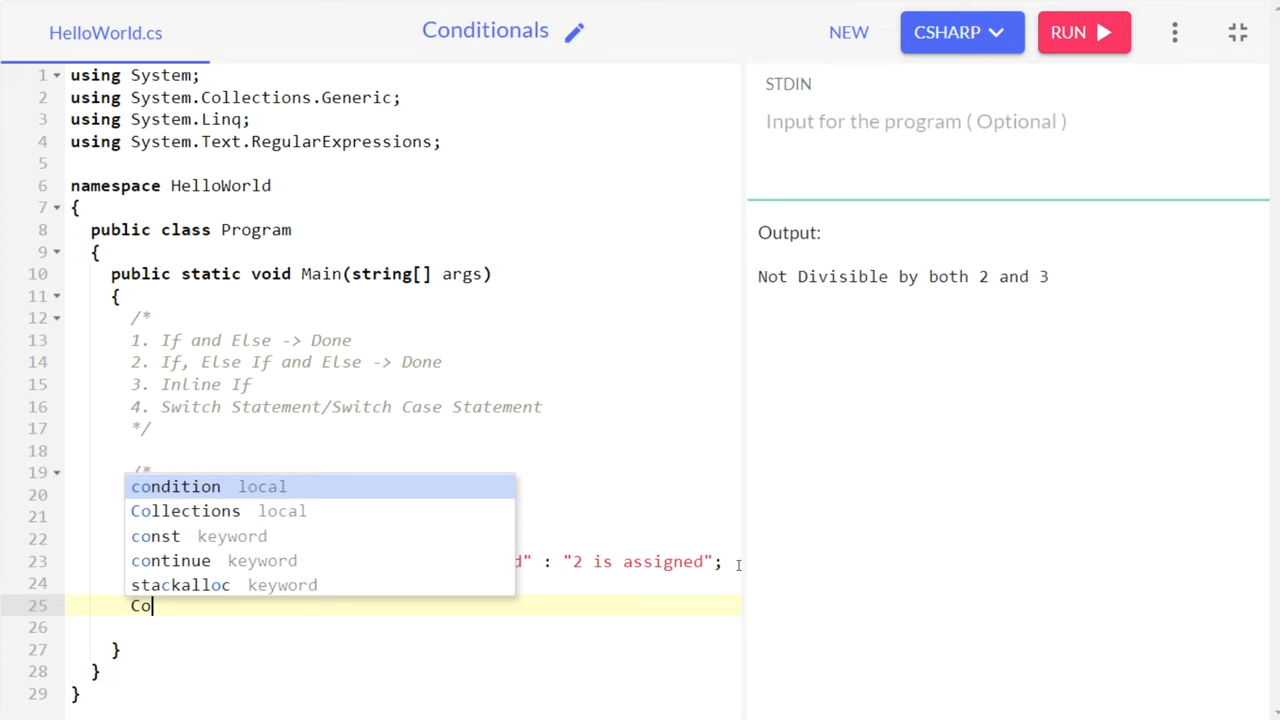 HelloWorld.cs
Conditionals
NEW
CSHARP
RUN
1 using System;
2 using System.Collections.Generic;
3 using System.Linq;
4 using System.Text.RegularExpressions;
5
6 namespace HelloWorld
7 {
8 public class Program
9 {
10 public static void Main(string[] args)
11 {
12 /*
13 1. If and Else -> Done
14 2. If, Else If and Else -> Done
15 3. Inline If
16 4. Switch Statement/Switch Case Statement
17 */
18
19 /*
20 condition local
21 Collections local
22 const keyword
23 d" : "2 is assigned";
continue keyword
24 stackalloc keyword
25 Co
26
27 }
28 }
29 }
STDIN
Input for the program ( Optional )
Output:
Not Divisible by both 2 and 3